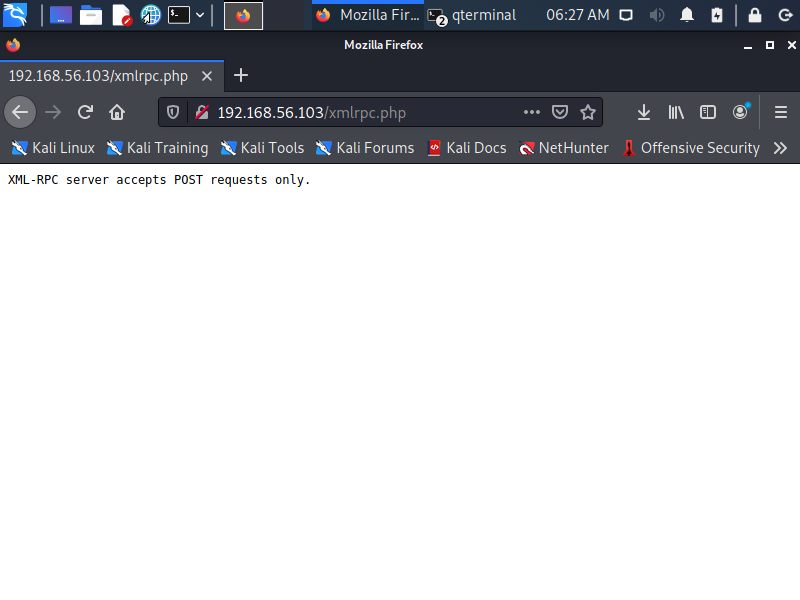 Mozilla Fir...
2 qterminal
06:27 AM
Mozilla Firefox
192.168.56.103/xmlrpc.php
192.168.56.103/xmlrpc.php
Kali Linux
Kali Training
Kali Tools
Kali Forums
Kali Docs
NetHunter
Offensive Security
XML-RPC server accepts POST requests only.